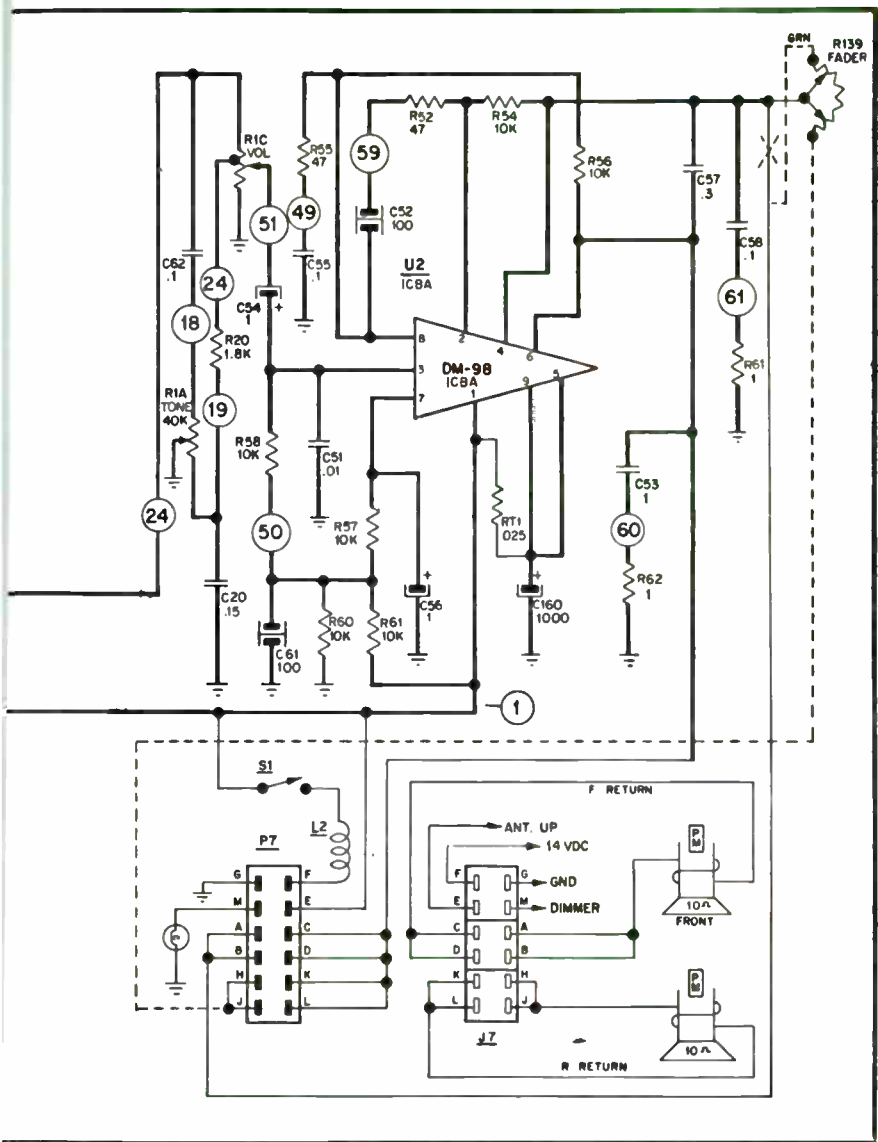 GRN
R139
FADER
R1C
VOL
R55
47
R52
47
R54
10K
59
R56
10K
C57
.3
51
49
C52
100
C62
.1
C55
.1
U2
IC8A
C58
.1
24
C54
1
+
61
18
R20
1.8K
8
2
4
6
DM-98
IC8A
3
9
5
7
1
R61
1
R1A
TONE
40K
19
R58
10K
C51
.01
C53
1
24
50
R57
10K
RT1
.025
60
C20
.15
+
C56
1
+
C160
1000
R62
1
C61
100
R60
10K
R61
10K
1
S1
F RETURN
L2
P7
ANT. UP
14 VDC
PM
G
F
F
G
GND
M
E
E
M
DIMMER
10Ω
FRONT
A
C
C
A
B
D
D
B
H
K
K
H
PM
J
L
L
J
J7
10Ω
R RETURN